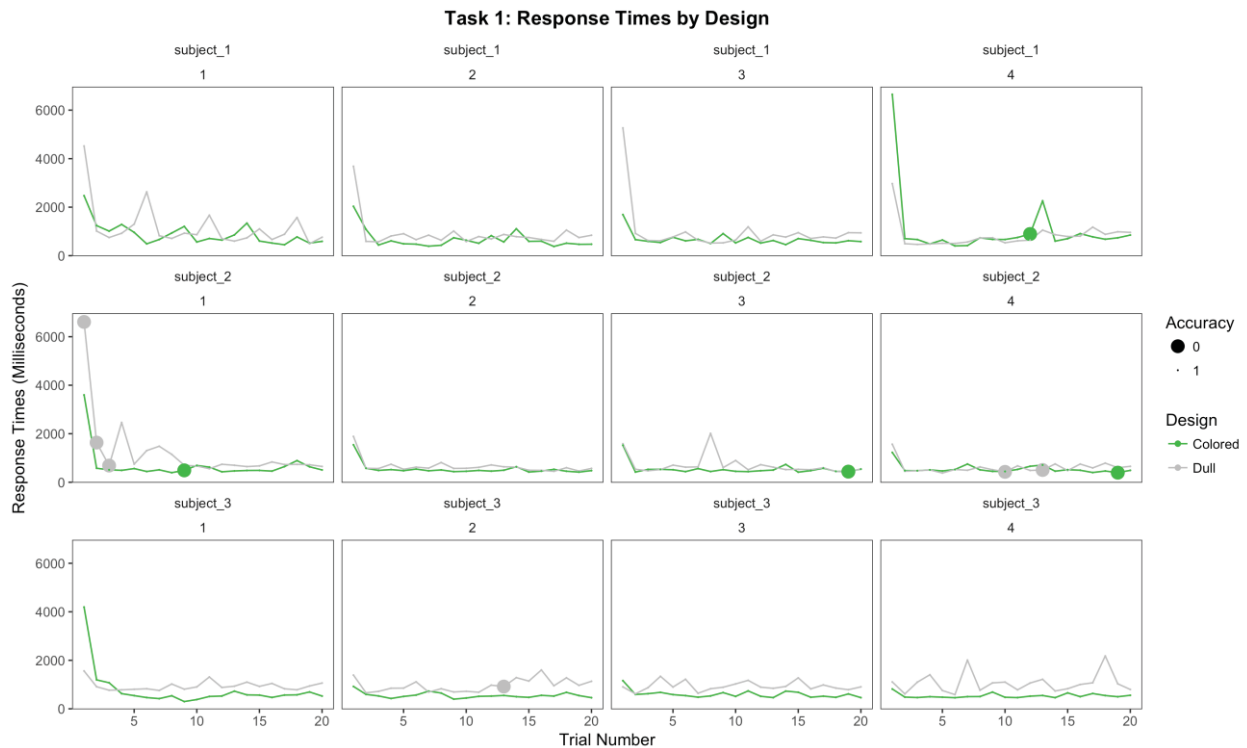 Task 1: Response Times by Design
subject_1 subject_1 subject_1 subject_1
1 2 3 4
6000
4000
2000
0
subject_2 subject_2 subject_2 subject_2
1 2 3 4
6000
4000
2000
0
subject_3 subject_3 subject_3 subject_3
1 2 3 4
6000
4000
2000
0
5 10 15 20 5 10 15 20 5 10 15 20 5 10 15 20
Trial Number
Response Times (Milliseconds)
Accuracy
0
1
Design
Colored
Dull